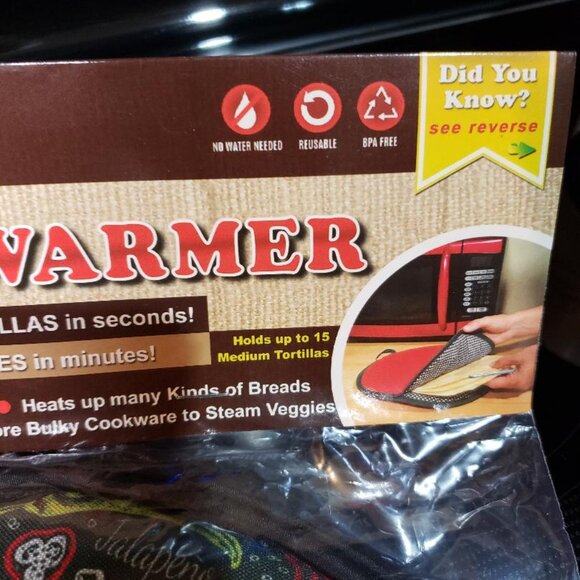 Did You
Know?
see reverse
NO WATER NEEDED
REUSABLE
BPA FREE
WARMER
LLAS in seconds!
ES in minutes!
Holds up to 15
Medium Tortillas
Heats up many Kinds of Breads
ore Bulky Cookware to Steam Veggies
Jalapeno